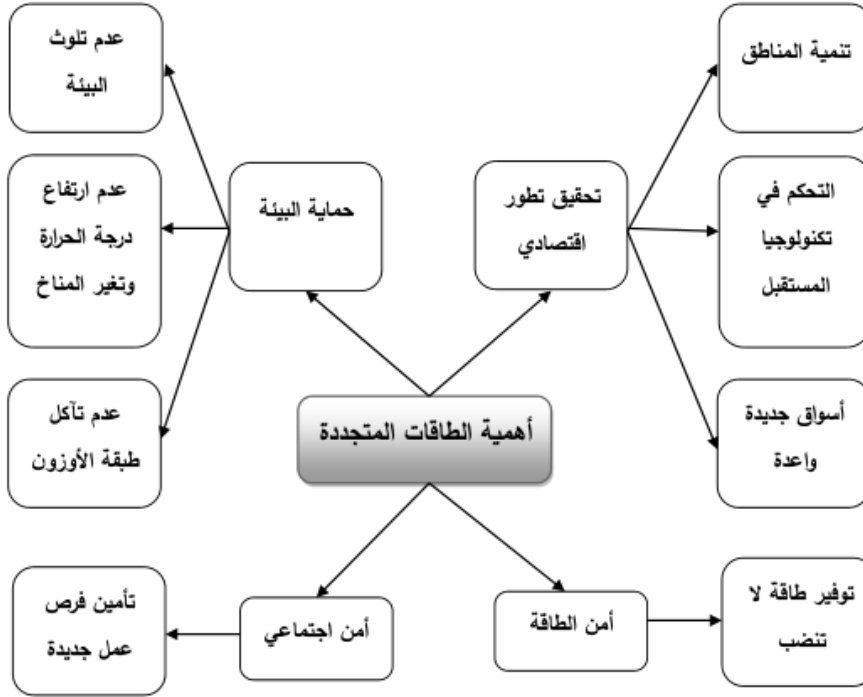 تنمية المناطق
عدم تلوث
البيئة
تحقيق تطور
اقتصادي
حماية البيئة
التحكم في
تكنولوجيا
المستقبل
عدم ارتفاع
درجة الحرارة
وتغير المناخ
أسواق جديدة
واعدة
أهمية الطاقات المتجددة
عدم تآكل
طبقة الأوزون
توفير طاقة لا
تنضب
أمن الطاقة
أمن اجتماعي
تأمين فرص
عمل جديدة